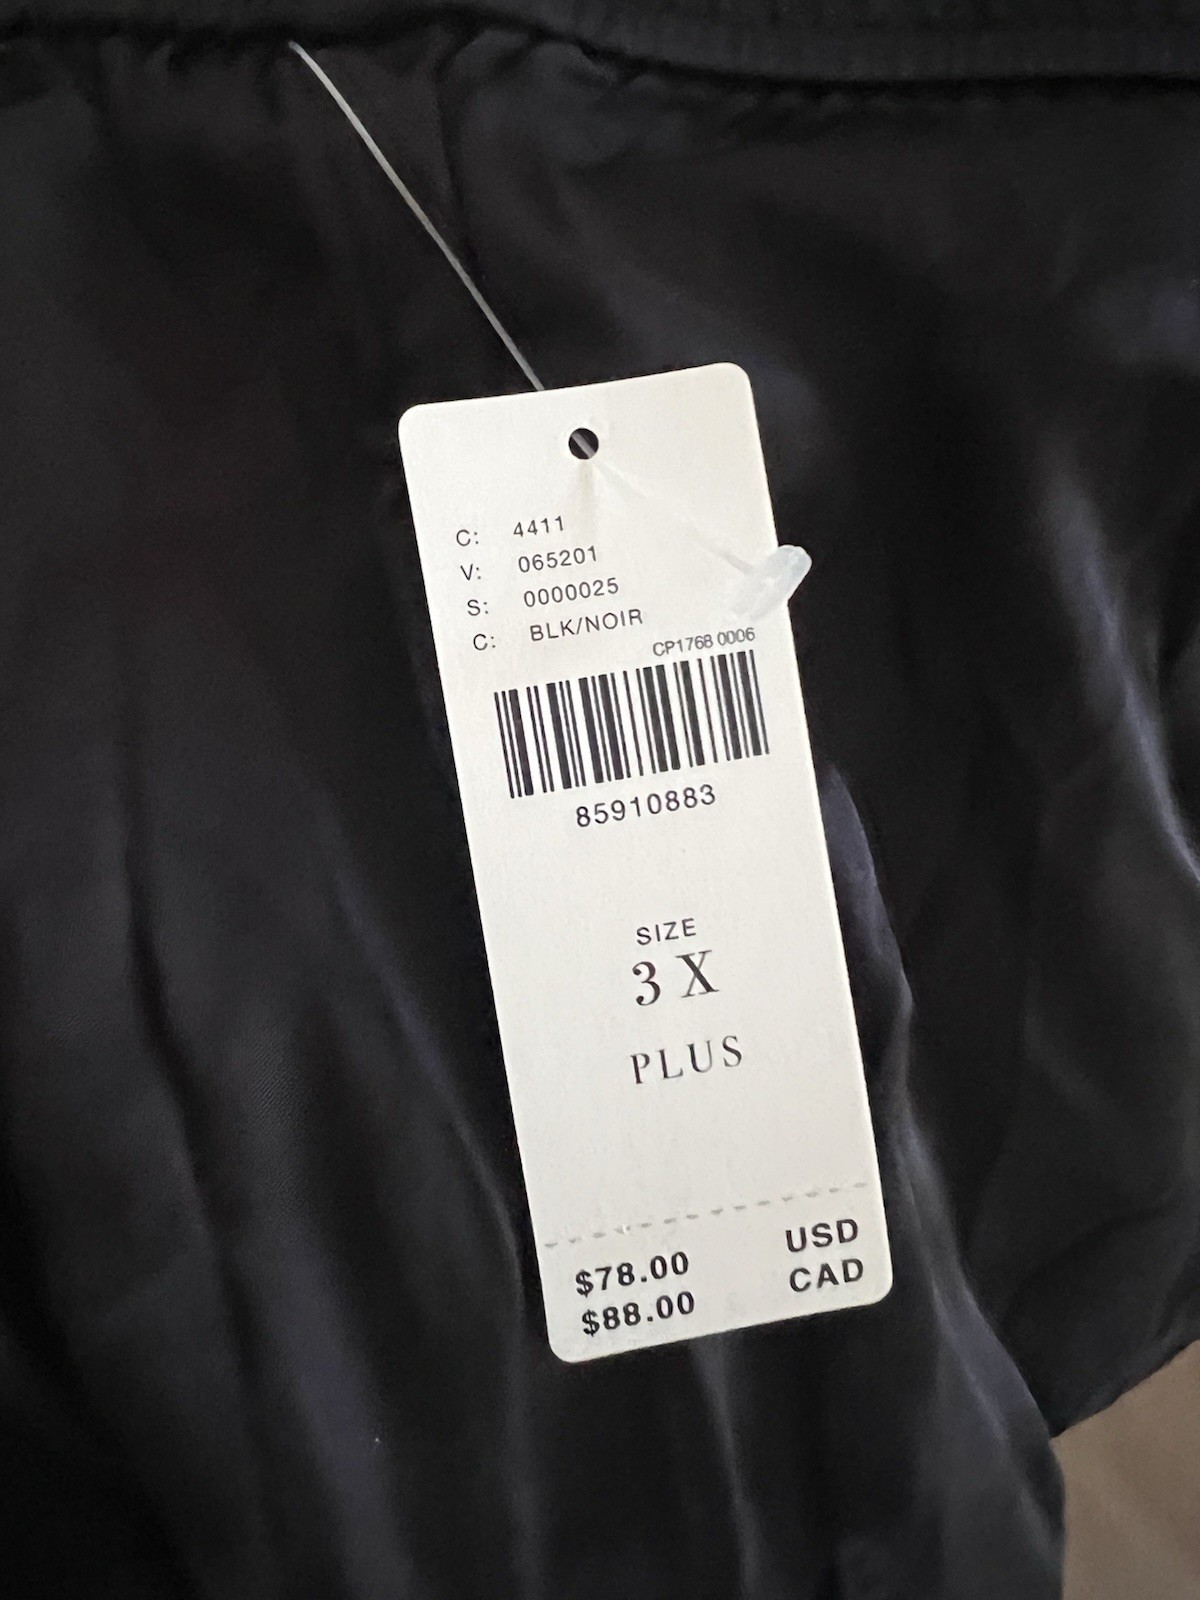 C: 4411
V: 065201
S: 0000025
C: BLK/NOIR
CP1768 0006
85910883
SIZE
3 X
PLUS
$78.00 USD
$88.00 CAD